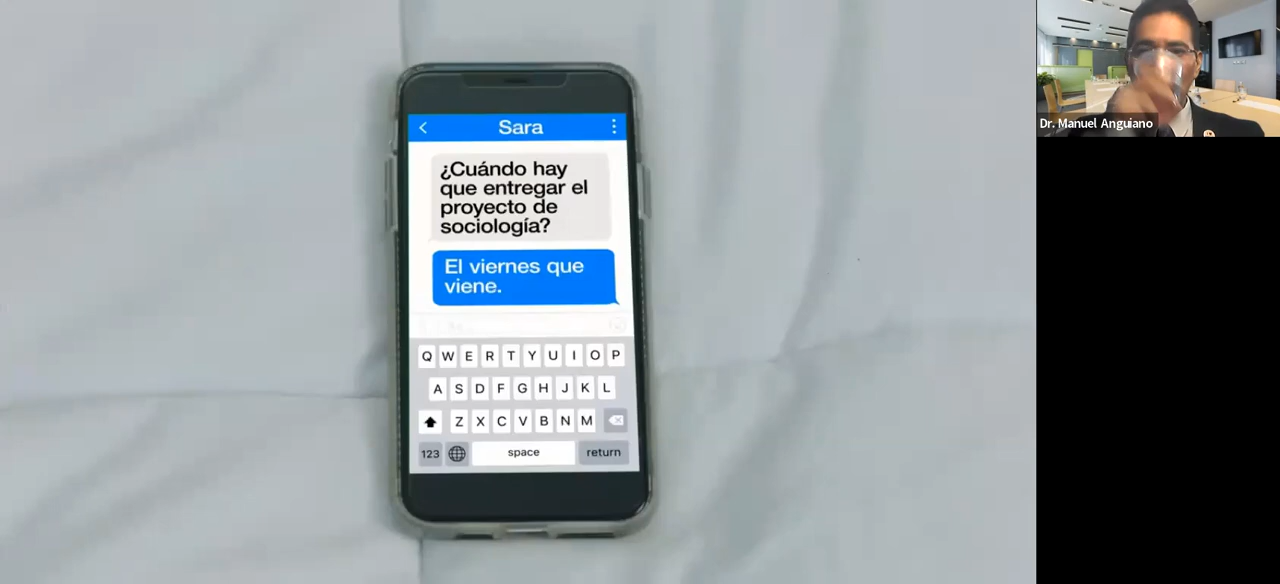 Sara
¿Cuándo hay
que entregar el
proyecto de
sociología?
El viernes que
viene.
Q W E R T Y U I O P
A S D F G H J K L
Z X C V B N M
123 space return
Dr. Manuel Anguiano